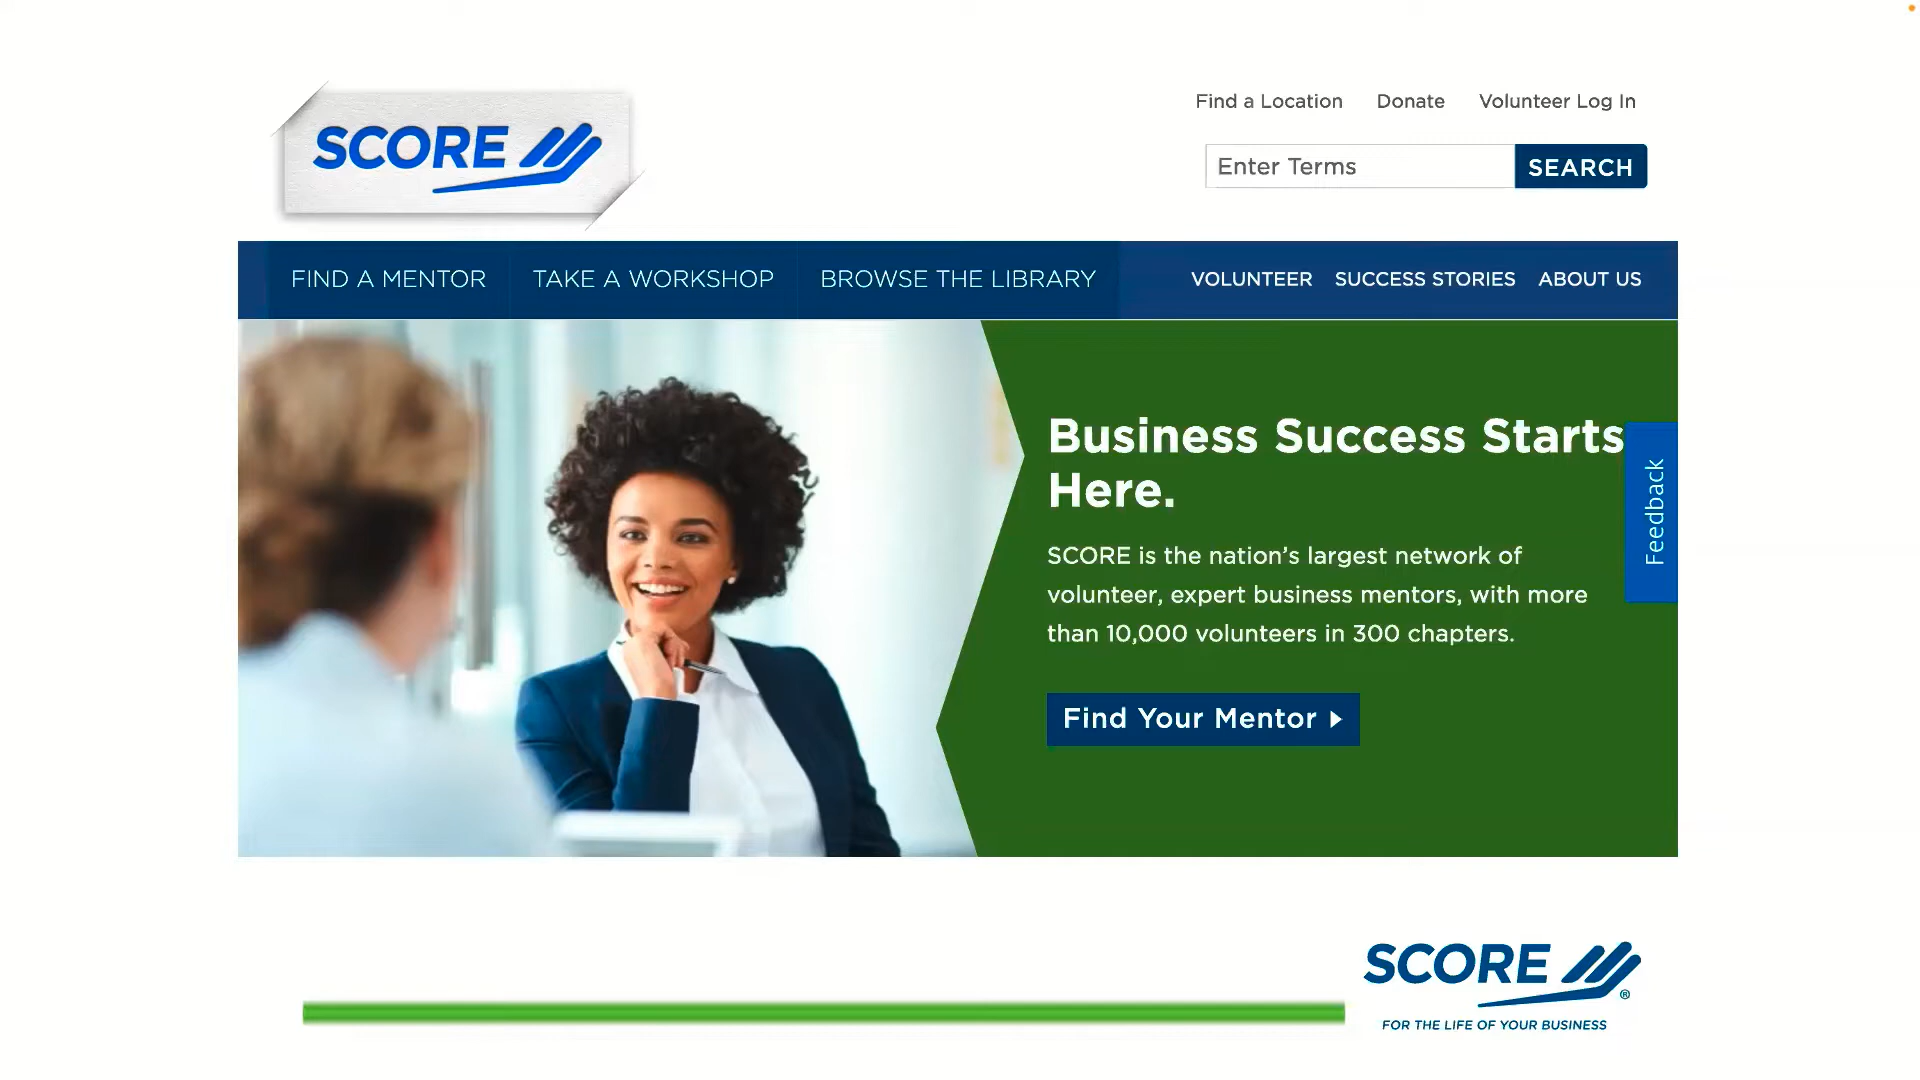 SCORE
Find a Location Donate Volunteer Log In
Enter Terms SEARCH
FIND A MENTOR TAKE A WORKSHOP BROWSE THE LIBRARY VOLUNTEER SUCCESS STORIES ABOUT US
Business Success Starts
Here.
SCORE is the nation’s largest network of
volunteer, expert business mentors, with more
than 10,000 volunteers in 300 chapters.
Find Your Mentor
Feedback
SCORE ®
FOR THE LIFE OF YOUR BUSINESS